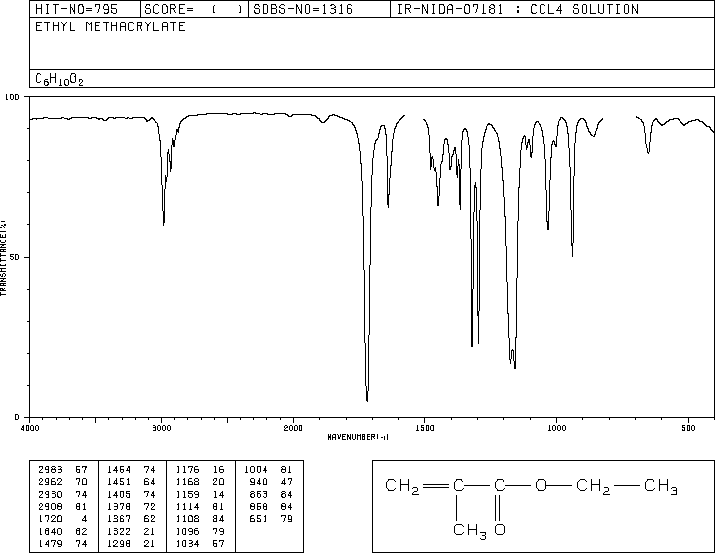 HIT-NO=795 SCORE= ( ) SDBS-NO=1316 IR-NIDA-07181 : CCL4 SOLUTION
ETHYL METHACRYLATE
C6H10O2
100
50
0
TRANSMITTANCE(%)
4000 3000 2000 1500 1000 500
WAVENUMBER(-1)
2983 57 1464 74 1176 16 1004 81
2962 70 1451 64 1168 20 940 47
2930 74 1405 74 1159 14 863 84
2908 81 1378 72 1114 81 858 84
1720 4 1367 62 1108 84 651 79
1640 62 1322 21 1096 79
1479 74 1298 21 1034 57
CH2 C C O CH2 CH3
CH3 O